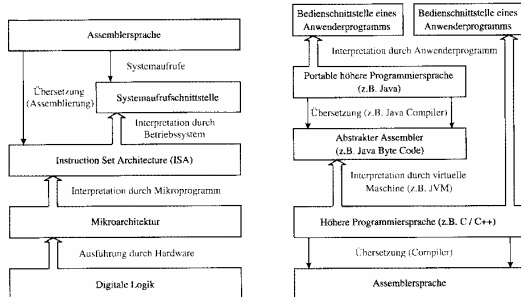 Assemblersprache
Systemaufrufe
Übersetzung
(Assemblierung)
Systemaufrufschnittstelle
Interpretation durch
Betriebssystem
Instruction Set Architecture (ISA)
Interpretation durch Mikroprogramm
Mikroarchitektur
Ausführung durch Hardware
Digitale Logik
Bedienschnittstelle eines
Anwenderprogramms
Bedienschnittstelle eines
Anwenderprogramms
Interpretation durch Anwenderprogramm
Portable höhere Programmiersprache
(z.B. Java)
Übersetzung (z.B. Java Compiler)
Abstrakter Assembler
(z.B. Java Byte Code)
Interpretation durch virtuelle
Maschine (z.B. JVM)
Höhere Programmiersprache (z.B. C / C++)
Übersetzung (Compiler)
Assemblersprache